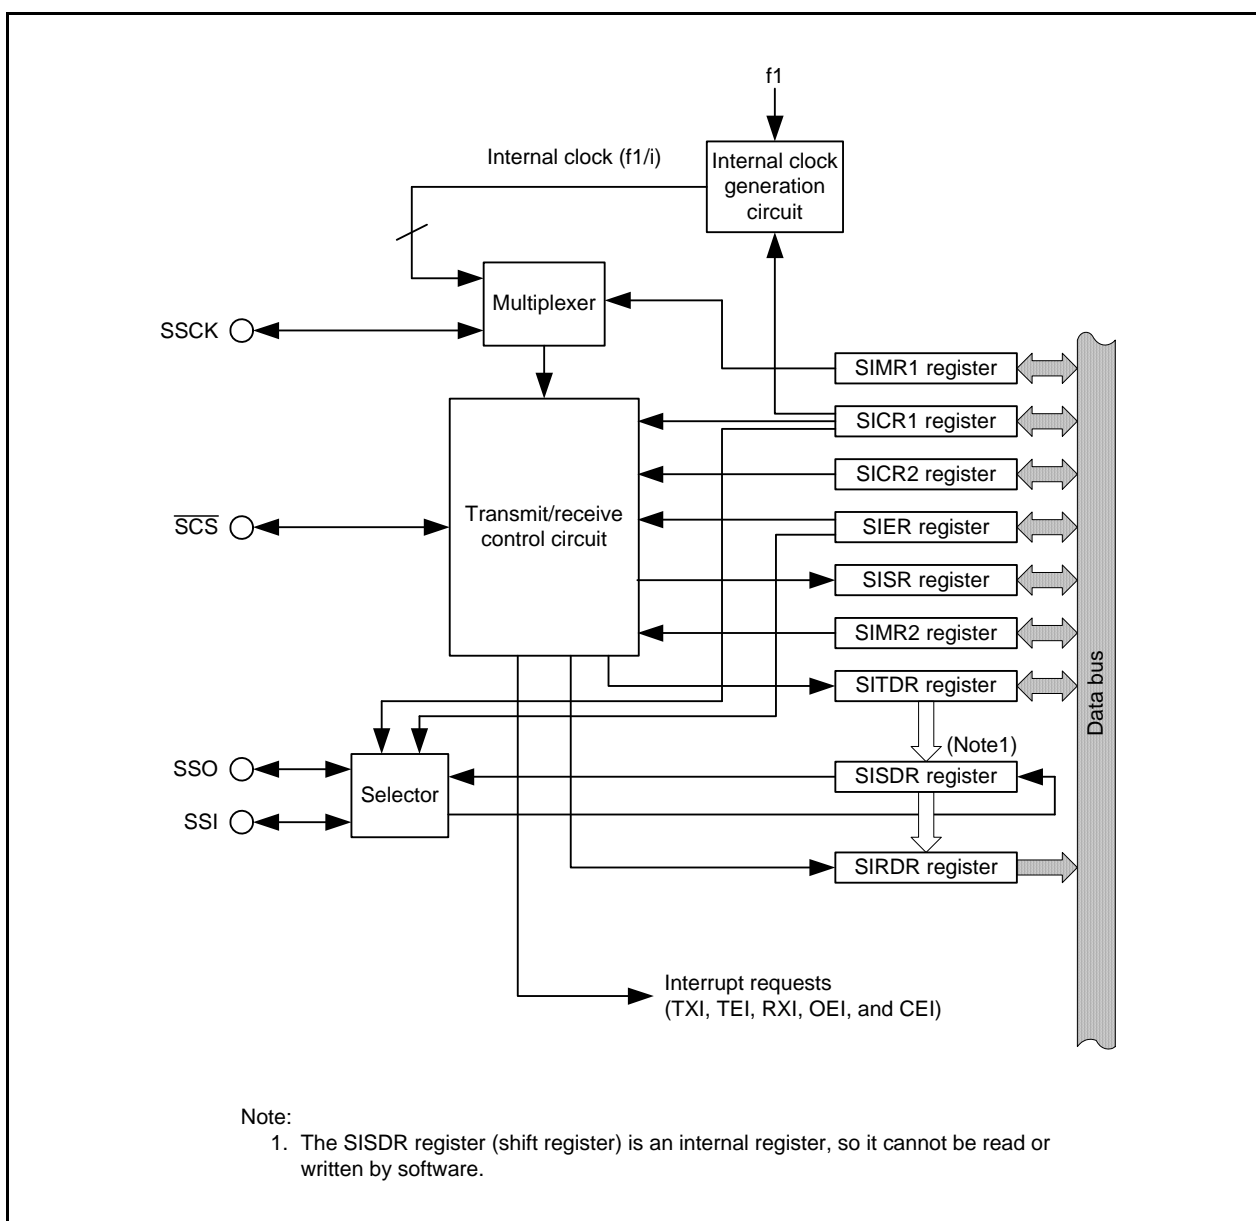 f1
Internal clock (f1/i)
Internal clock
generation
circuit
Multiplexer
SSCK
SIMR1 register
SICR1 register
SICR2 register
SCS
Transmit/receive
control circuit
SIER register
SISR register
SIMR2 register
SITDR register
Data bus
(Note1)
SSO
Selector
SISDR register
SSI
SIRDR register
Interrupt requests
(TXI, TEI, RXI, OEI, and CEI)
Note:
1. The SISDR register (shift register) is an internal register, so it cannot be read or
written by software.